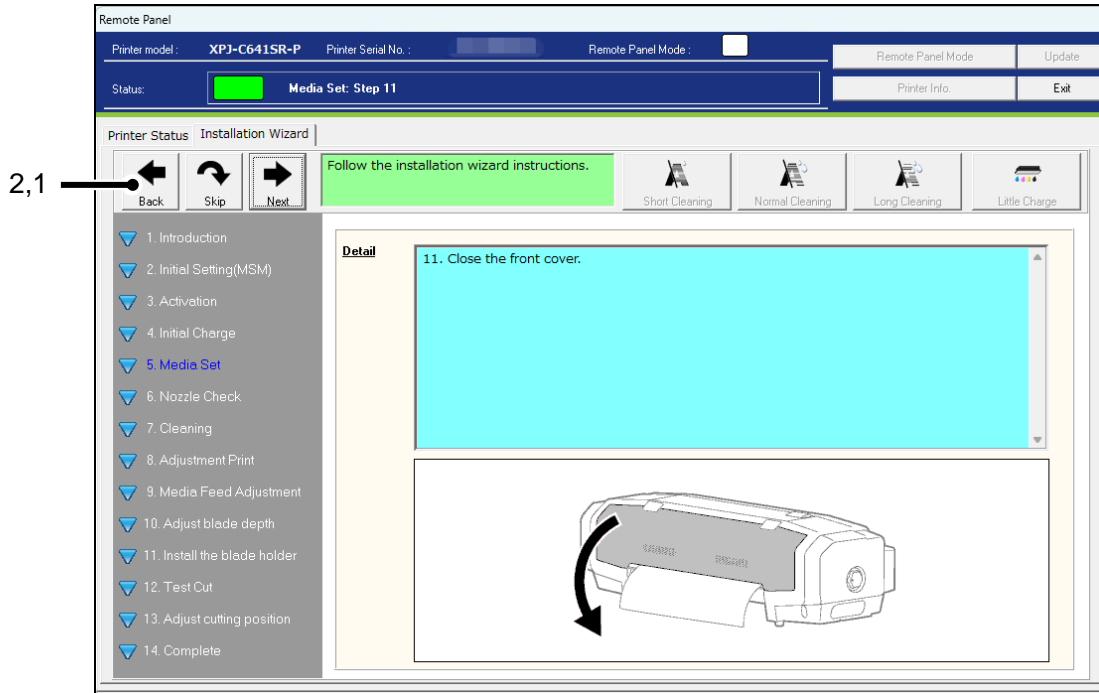 Remote Panel
Printer model : XPJ-C641SR-P Printer Serial No. : Remote Panel Mode :
Remote Panel Mode Update
Status: Media Set: Step 11
Printer Info. Exit
Printer Status Installation Wizard
2,1
Back Skip Next
Follow the installation wizard instructions.
Short Cleaning Normal Cleaning Long Cleaning Little Charge
1. Introduction
2. Initial Setting(MSM)
3. Activation
4. Initial Charge
5. Media Set
6. Nozzle Check
7. Cleaning
8. Adjustment Print
9. Media Feed Adjustment
10. Adjust blade depth
11. Install the blade holder
12. Test Cut
13. Adjust cutting position
14. Complete
Detail
11. Close the front cover.